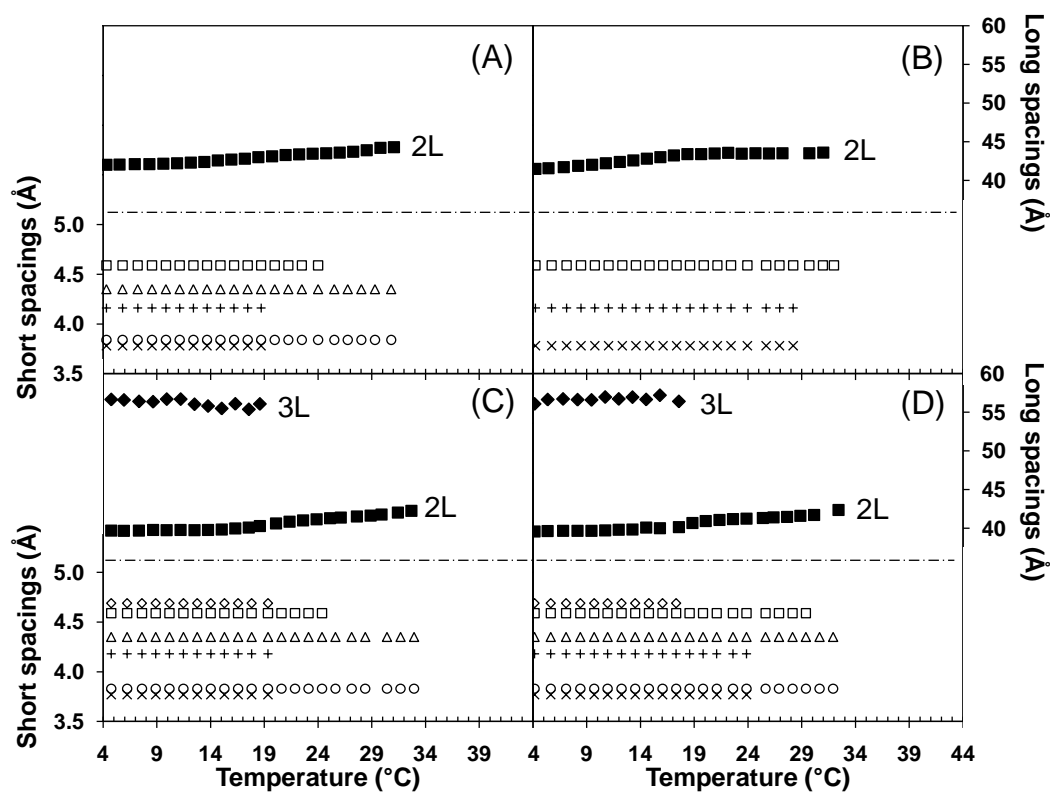 (A)
2L
(B)
2L
60
55
50
45
40
Long spacings (Å)
5.0
4.5
4.0
3.5
Short spacings (Å)
(C)
3L
2L
(D)
3L
2L
60
55
50
45
40
Long spacings (Å)
5.0
4.5
4.0
3.5
Short spacings (Å)
4 9 14 19 24 29 34 39
4 9 14 19 24 29 34 39 44
Temperature (°C)
Temperature (°C)